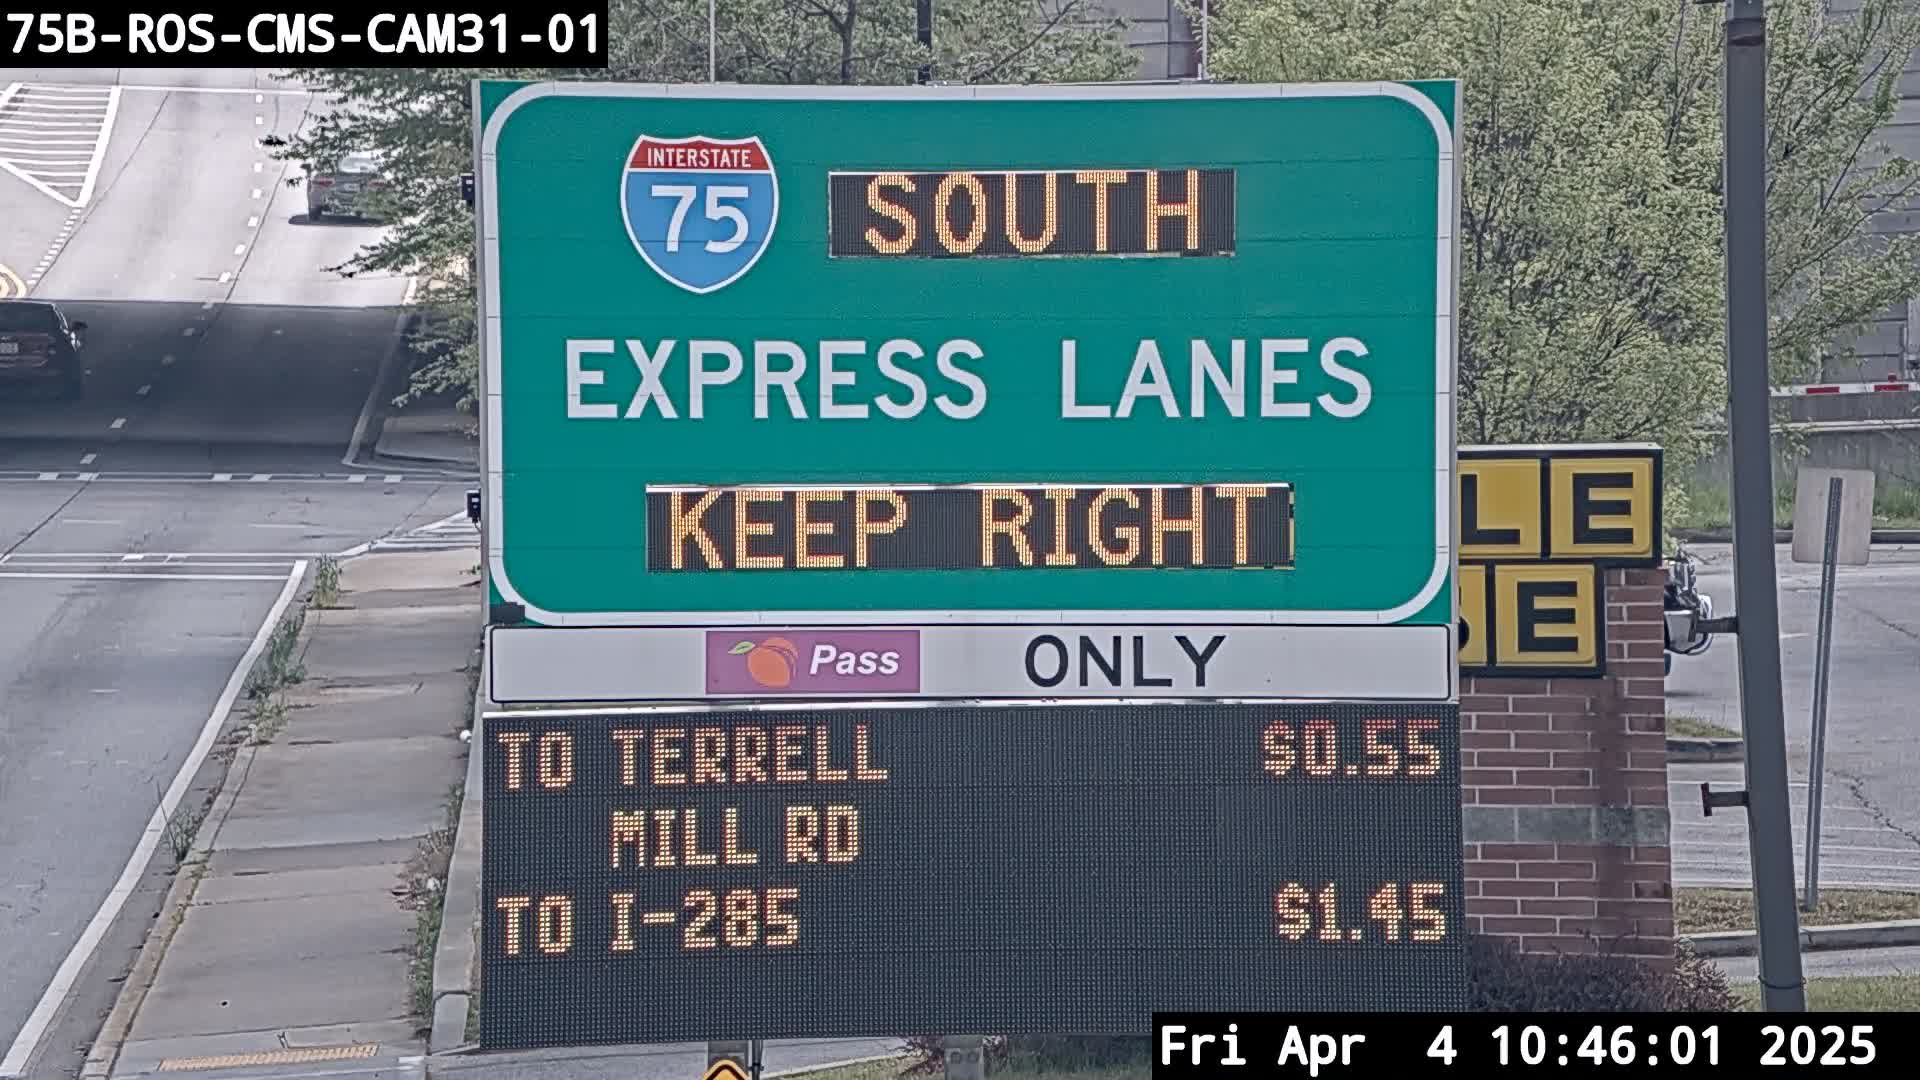 75B-ROS-CMS-CAM31-01
INTERSTATE
75
SOUTH
EXPRESS LANES
KEEP RIGHT
Pass ONLY
TO TERRELL $0.55
MILL RD
TO I-285 $1.45
LE
E
Fri Apr 4 10:46:01 2025